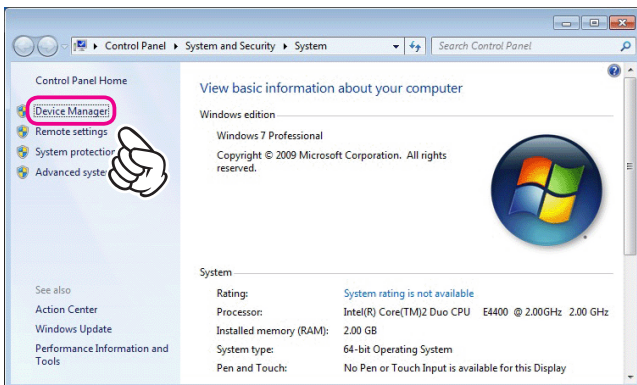 Control Panel ▸ System and Security ▸ System
Search Control Panel
Control Panel Home
Device Manager
Remote settings
System protection
Advanced syste
See also
Action Center
Windows Update
Performance Information and
Tools
View basic information about your computer
Windows edition
Windows 7 Professional
Copyright © 2009 Microsoft Corporation. All rights
reserved.
System
Rating: System rating is not available
Processor: Intel(R) Core(TM)2 Duo CPU E4400 @ 2.00GHz 2.00 GHz
Installed memory (RAM): 2.00 GB
System type: 64-bit Operating System
Pen and Touch: No Pen or Touch Input is available for this Display